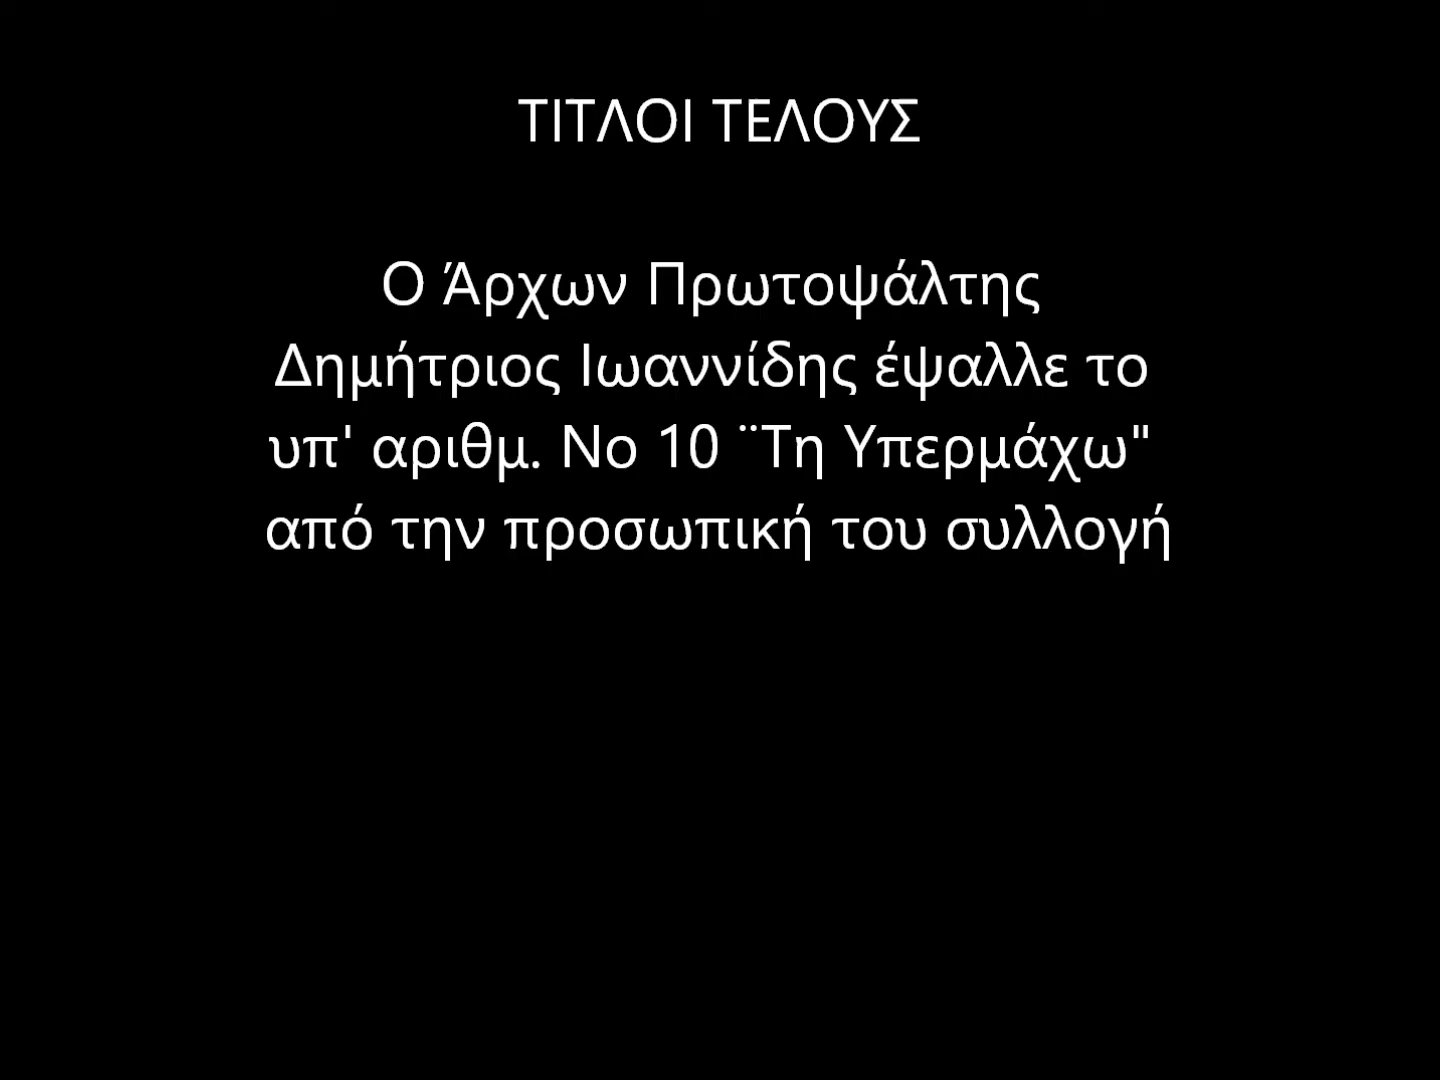 ΤΙΤΛΟΙ ΤΕΛΟΥΣ
Ο Άρχων Πρωτοψάλτης
Δημήτριος Ιωαννίδης έψαλλε το
υπ' αριθμ. Νο 10 ¨Τη Υπερμάχω"
από την προσωπική του συλλογή